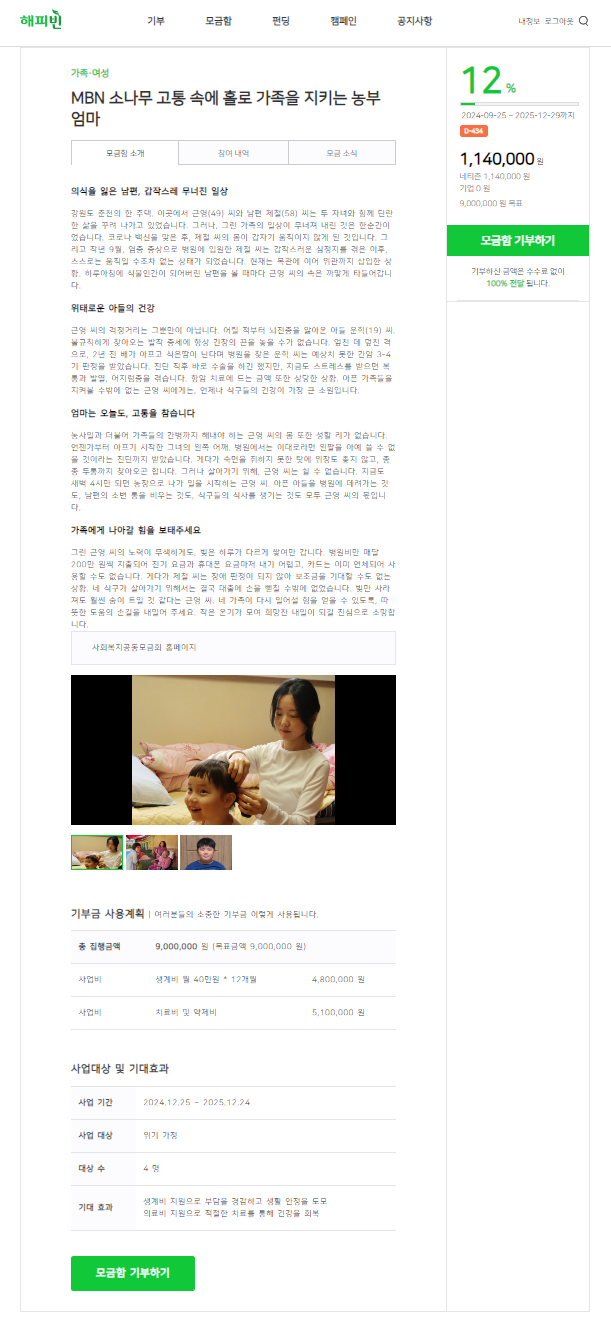 해피빈
기부
모금함
펀딩
캠페인
공지사항
내정보 로그아웃
가족·여성
MBN 소나무 고통 속에 홀로 가족을 지키는 농부
엄마
모금함 소개
참여 내역
모금 소식
의식을 잃은 남편, 갑작스레 무너진 일상
강원도 춘천의 한 주택. 이곳에서 근영(49) 씨와 남편 제철(58) 씨는 두 자녀와 함께 단란
한 삶을 꾸려 나가고 있었습니다. 그러나, 그런 가족의 일상이 무너져 내린 것은 한순간이
었습니다. 코로나 백신을 맞은 후, 제철 씨의 몸이 갑자기 움직이지 않게 된 것입니다. 그
리고 작년 9월, 염증 증상으로 병원에 입원한 제철 씨는 갑작스러운 심정지를 겪은 이후,
스스로는 움직일 수조차 없는 상태가 되었습니다. 현재는 목관에 이어 위관까지 삽입한 상
황. 하루아침에 식물인간이 되어버린 남편을 볼 때마다 근영 씨의 속은 까맣게 타들어갑니
다.
위태로운 아들의 건강
근영 씨의 걱정거리는 그뿐만이 아닙니다. 어릴 적부터 뇌전증을 앓아온 아들 운학(19) 씨.
불규칙하게 찾아오는 발작 증세에 항상 긴장의 끈을 놓을 수가 없습니다. 엎친 데 덮친 격
으로, 2년 전 배가 아프고 식은땀이 난다며 병원을 찾은 운학 씨는 예상치 못한 간암 3-4
기 판정을 받았습니다. 진단 직후 바로 수술을 하긴 했지만, 지금도 스트레스를 받으면 복
통과 발열, 어지럼증을 겪습니다. 항암 치료에 드는 금액 또한 상당한 상황. 아픈 가족들을
지켜볼 수밖에 없는 근영 씨에게는, 언제나 식구들의 건강이 가장 큰 소원입니다.
엄마는 오늘도, 고통을 참습니다
농사일과 더불어 가족들의 간병까지 해내야 하는 근영 씨의 몸 또한 성할 리가 없습니다.
언젠가부터 아프기 시작한 그녀의 왼쪽 어깨. 병원에서는 이대로라면 왼팔을 아예 쓸 수 없
을 것이라는 진단까지 받았습니다. 게다가 숙면을 취하지 못한 탓에 위장도 좋지 않고, 종
종 두통까지 찾아오곤 합니다. 그러나 살아가기 위해, 근영 씨는 쉴 수 없습니다. 지금도
새벽 4시만 되면 농장으로 나가 일을 시작하는 근영 씨. 아픈 아들을 병원에 데려가는 것
도, 남편의 소변 통을 비우는 것도, 식구들의 식사를 챙기는 것도 모두 근영 씨의 몫입니
다.
가족에게 나아갈 힘을 보태주세요
그런 근영 씨의 노력이 무색하게도, 빚은 하루가 다르게 쌓여만 갑니다. 병원비만 매달
200만 원씩 지출되어 전기 요금과 휴대폰 요금마저 내기 어렵고, 카드는 이미 연체되어 사
용할 수도 없습니다. 게다가 제철 씨는 장애 판정이 되지 않아 보조금을 기대할 수도 없는
상황. 네 식구가 살아가기 위해서는 결국 대출에 손을 뻗칠 수밖에 없었습니다. 빚만 사라
져도 훨씬 숨이 트일 것 같다는 근영 씨. 네 가족이 다시 일어설 힘을 얻을 수 있도록, 따
뜻한 도움의 손길을 내밀어 주세요. 작은 온기가 모여 희망찬 내일이 되길 진심으로 소망합
니다.
사회복지공동모금회 홈페이지
기부금 사용계획 | 여러분들의 소중한 기부금 이렇게 사용됩니다.
총 집행금액 9,000,000 원 (목표금액 9,000,000 원)
사업비 생계비 월 40만원 * 12개월 4,800,000 원
사업비 치료비 및 약제비 5,100,000 원
사업대상 및 기대효과
사업 기간 2024.12.25 ~ 2025.12.24
사업 대상 위기 가정
대상 수 4 명
기대 효과 생계비 지원으로 부담을 경감하고 생활 안정을 도모
의료비 지원으로 적절한 치료를 통해 건강을 회복
모금함 기부하기
12 %
2024-09-25 ~ 2025-12-29까지
D-434
1,140,000 원
네티즌 1,140,000 원
기업 0 원
9,000,000 원 목표
모금함 기부하기
기부하신 금액은 수수료 없이
100% 전달 됩니다.